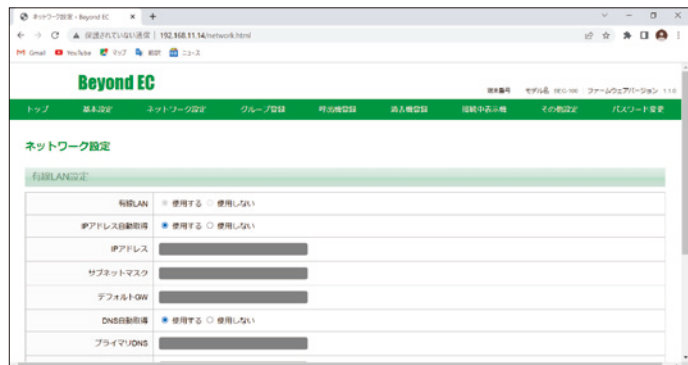 ネットワーク設定 - Beyond EC
保護されていない通信 | 192.168.11.14/network.html
Gmail YouTube マップ 翻訳 ニュース
Beyond EC
端末番号 モデル名 ファームウェアバージョン 1.1.0
トップ 基本設定 ネットワーク設定 グループ登録 呼出機登録 消去機登録 接続中表示機 その他設定 パスワード変更
ネットワーク設定
有線LAN設定
有線LAN 使用する 使用しない
IPアドレス自動取得 使用する 使用しない
IPアドレス
サブネットマスク
デフォルトGW
DNS自動取得 使用する 使用しない
プライマリDNS